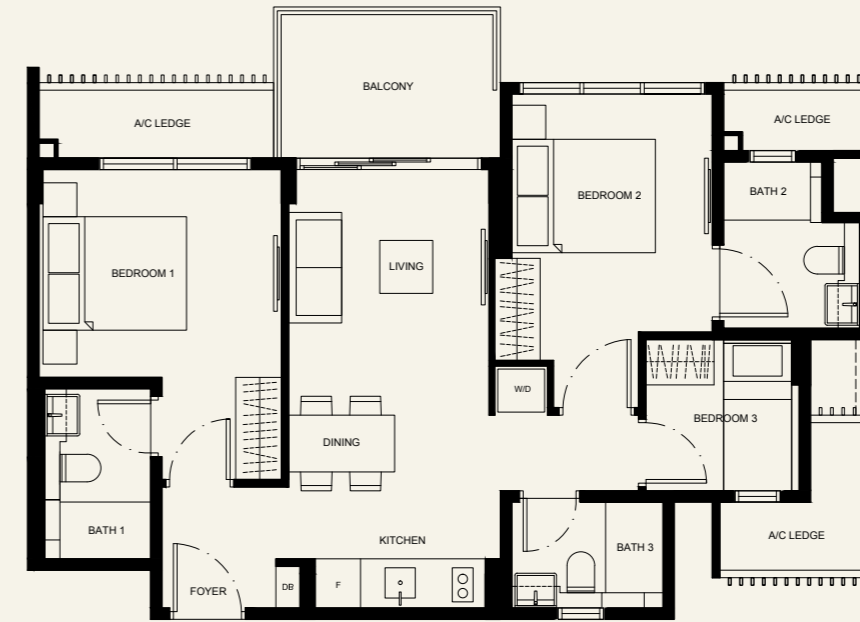 BALCONY
A/C LEDGE
A/C LEDGE
BATH 2
BEDROOM 2
BEDROOM 1
LIVING
W/D
BEDROOM 3
DINING
BATH 1
KITCHEN
A/C LEDGE
BATH 3
FOYER
DB
F